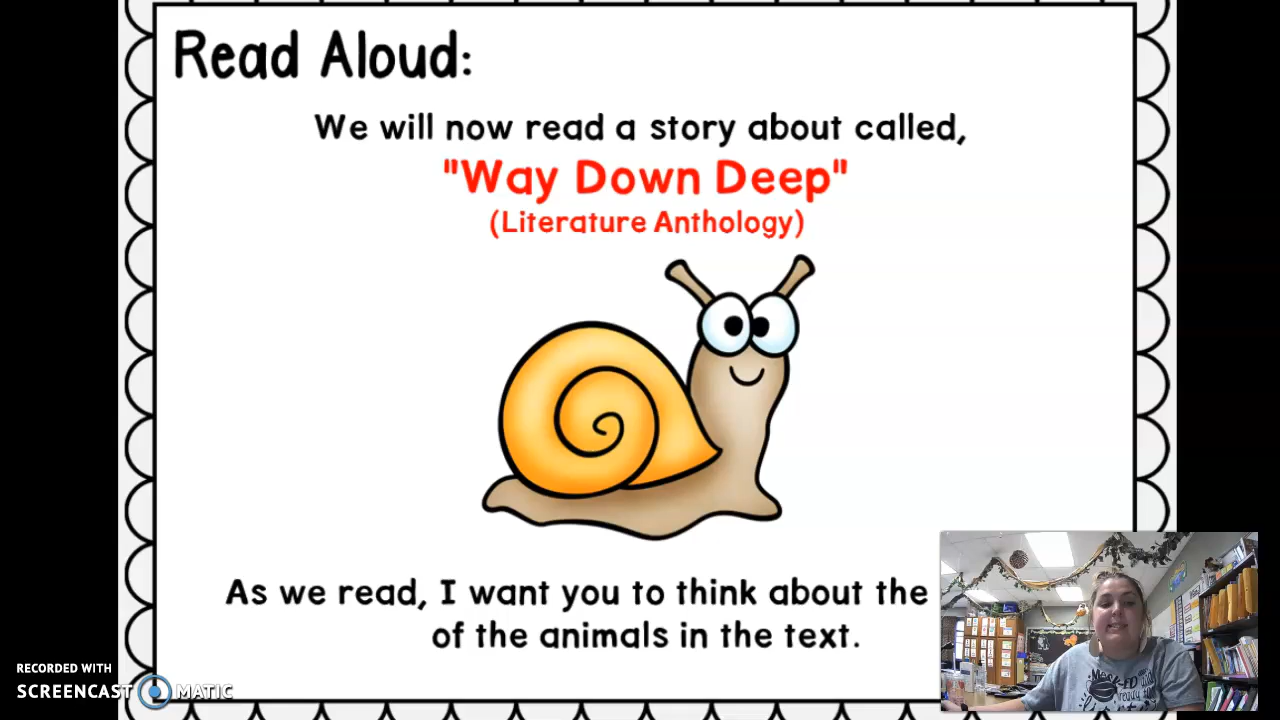 Read Aloud:
We will now read a story about called,
"Way Down Deep"
(Literature Anthology)
As we read, I want you to think about the
of the animals in the text.
RECORDED WITH
SCREENCAST MATIC